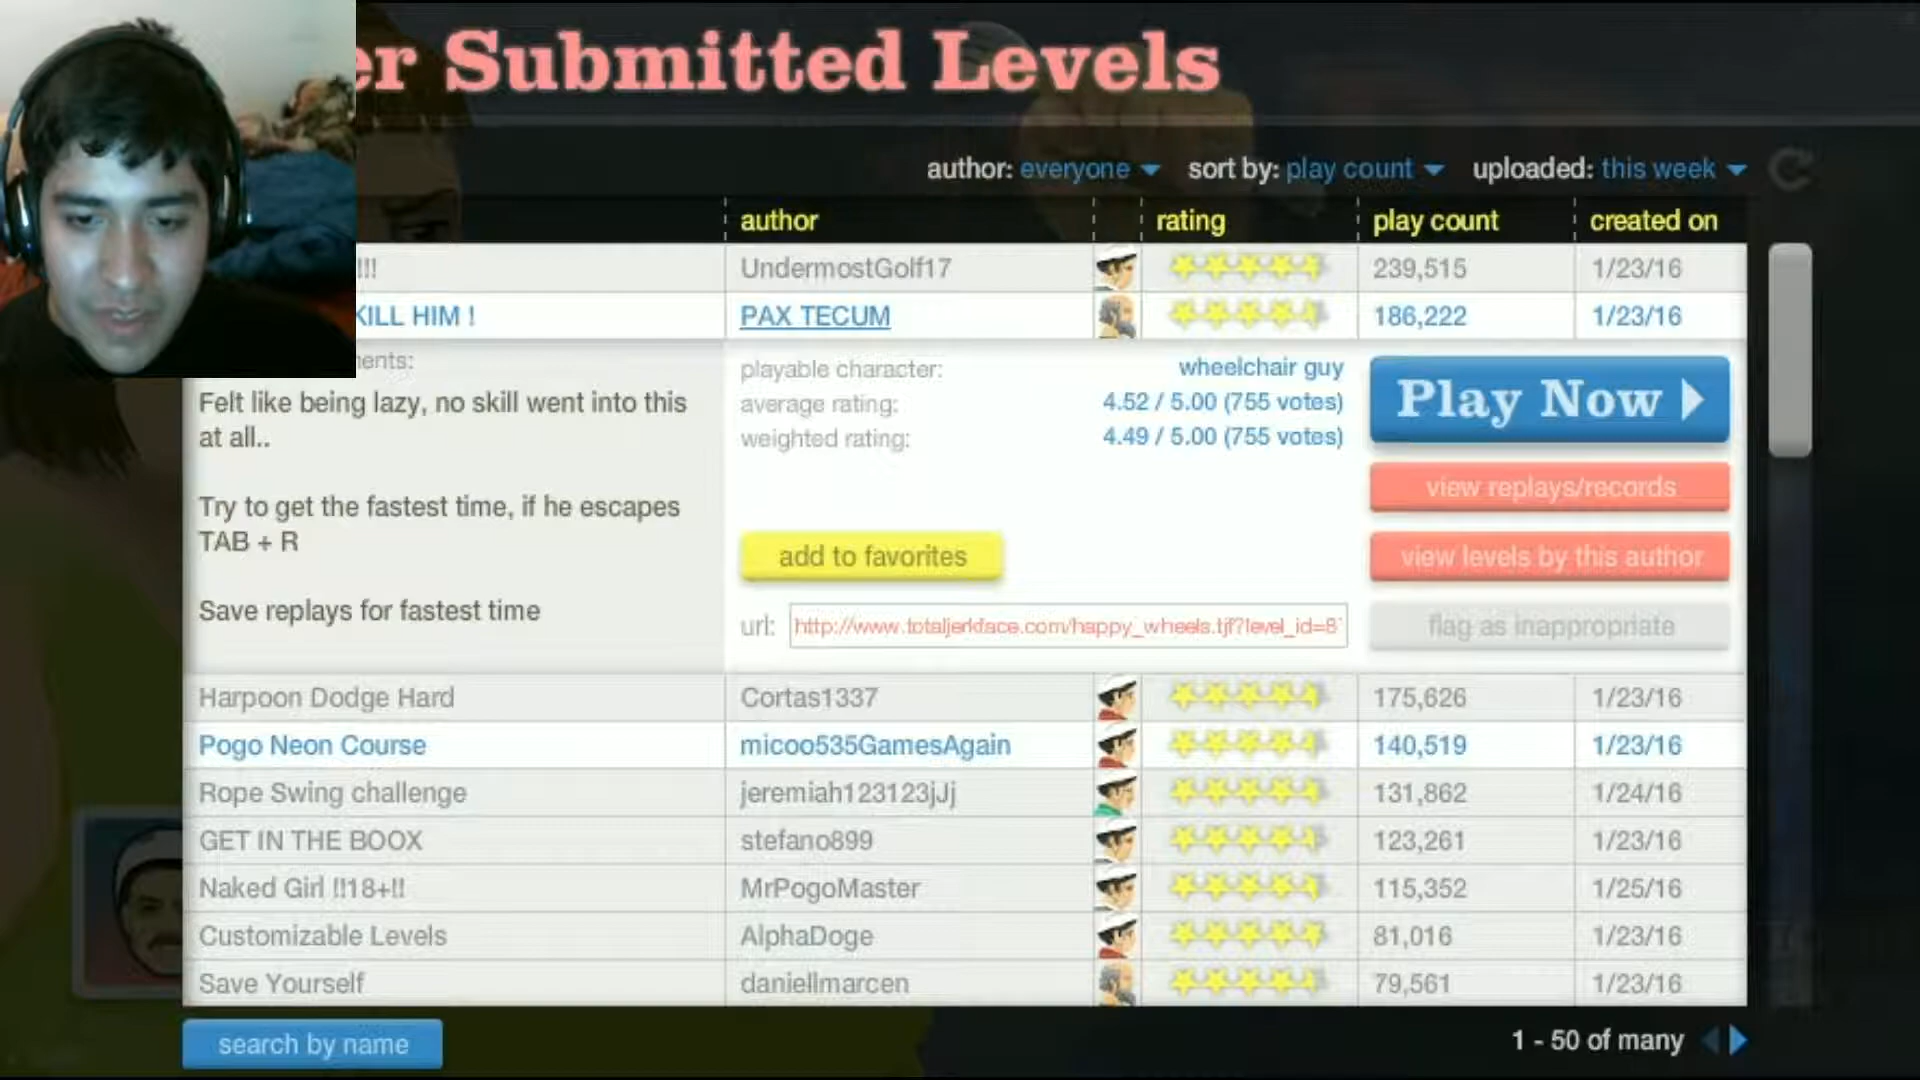 er Submitted Levels
author: everyone sort by: play count uploaded: this week
author rating play count created on
!!! UndermostGolf17 239,515 1/23/16
KILL HIM ! PAX TECUM 186,222 1/23/16
ents:
Felt like being lazy, no skill went into this
at all..
Try to get the fastest time, if he escapes
TAB + R
Save replays for fastest time
playable character: wheelchair guy
average rating: 4.52 / 5.00 (755 votes)
weighted rating: 4.49 / 5.00 (755 votes)
add to favorites
url: http://www.totaljerkface.com/happy_wheels.tjf?level_id=8
Play Now
view replays/records
view levels by this author
flag as inappropriate
Harpoon Dodge Hard Cortas1337 175,626 1/23/16
Pogo Neon Course micoo535GamesAgain 140,519 1/23/16
Rope Swing challenge jeremiah123123jJj 131,862 1/24/16
GET IN THE BOOX stefano899 123,261 1/23/16
Naked Girl !!18+!! MrPogoMaster 115,352 1/25/16
Customizable Levels AlphaDoge 81,016 1/23/16
Save Yourself daniellmarcen 79,561 1/23/16
search by name 1 - 50 of many